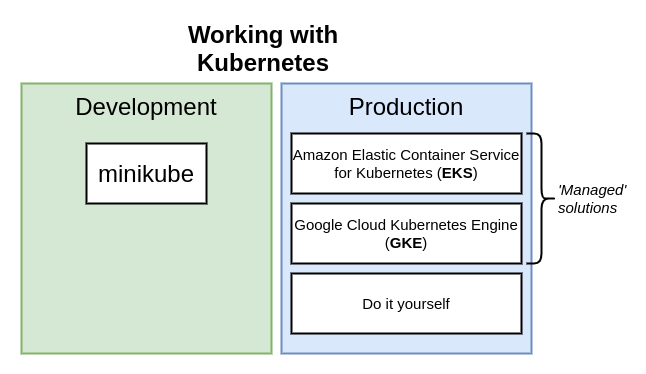 Working with
Kubernetes
Development
minikube
Production
Amazon Elastic Container Service
for Kubernetes (EKS)
Google Cloud Kubernetes Engine
(GKE)
Do it yourself
'Managed'
solutions